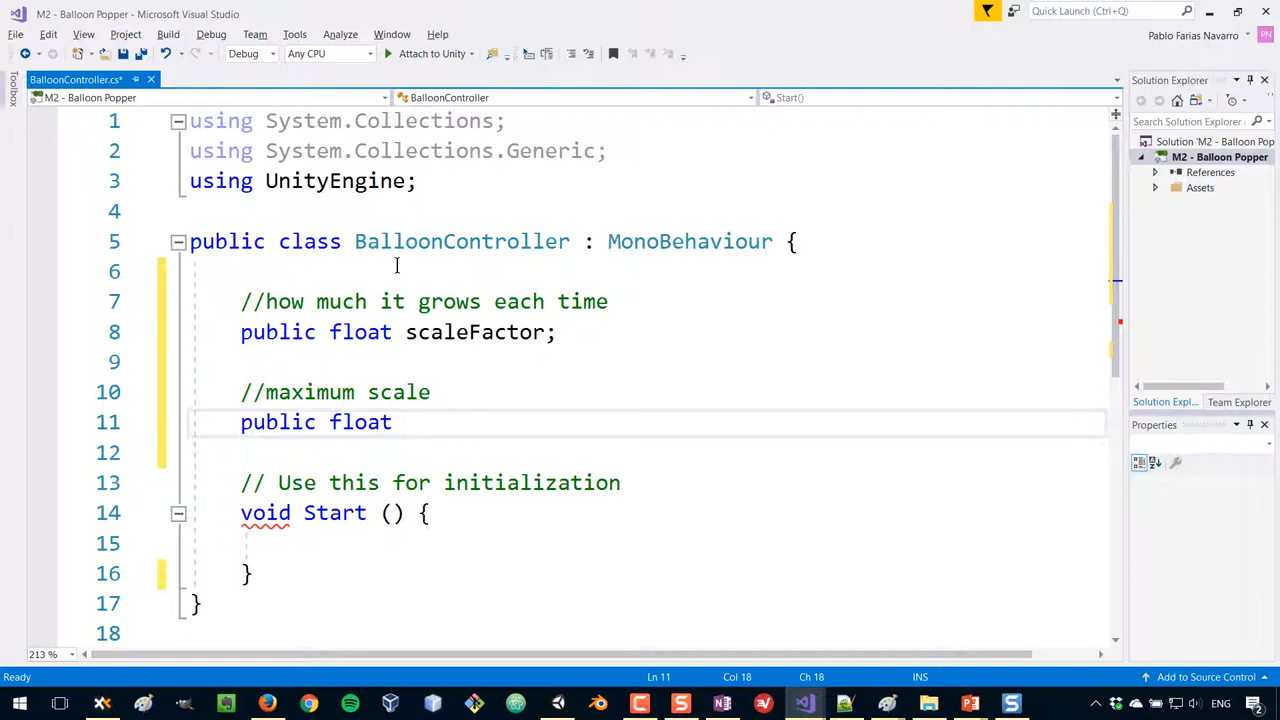 M2 - Balloon Popper - Microsoft Visual Studio
Quick Launch (Ctrl+Q)
File Edit View Project Build Debug Team Tools Analyze Window Help
Pablo Farias Navarro PN
Debug Any CPU Attach to Unity
Toolbox
BalloonController.cs*
M2 - Balloon Popper BalloonController Start()
1 using System.Collections;
2 using System.Collections.Generic;
3 using UnityEngine;
4
5 public class BalloonController : MonoBehaviour {
6
7 //how much it grows each time
8 public float scaleFactor;
9
10 //maximum scale
11 public float
12
13 // Use this for initialization
14 void Start () {
15
16 }
17 }
18
213 %
Solution Explorer
Search Solution Explorer
Solution 'M2 - Balloon Popp
M2 - Balloon Popper
References
Assets
Solution Expl... Team Explorer
Properties
Ready Ln 11 Col 18 Ch 18 INS Add to Source Control
ENG 7:19 PM